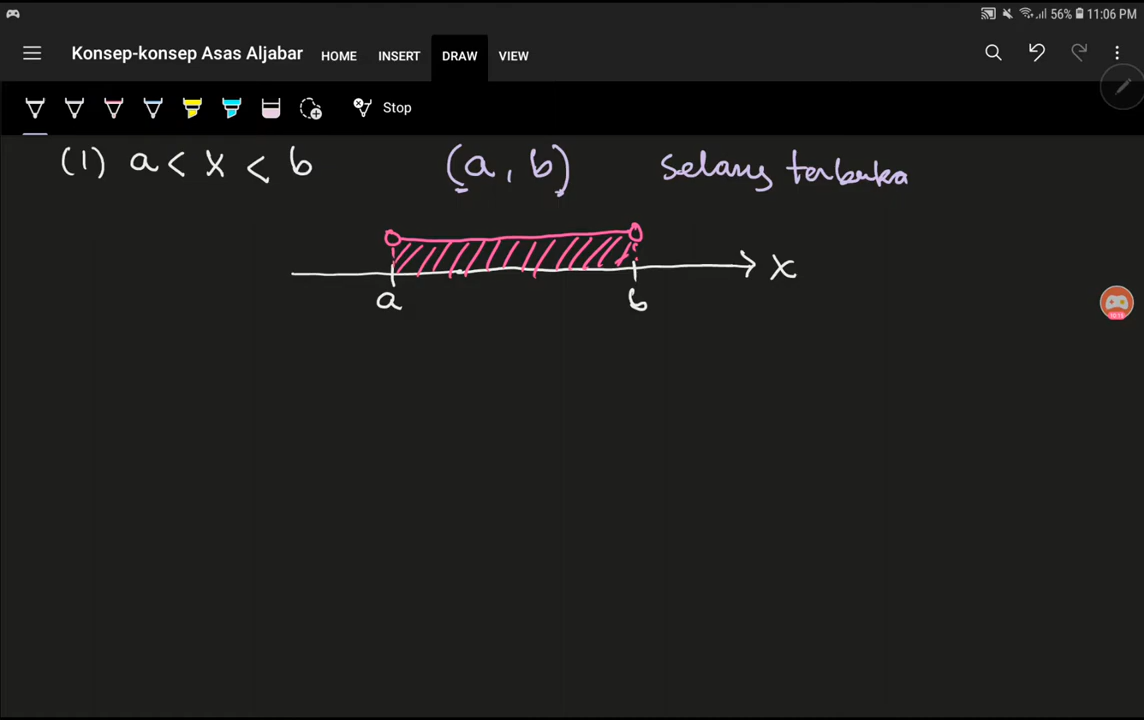 56% 11:06 PM
Konsep-konsep Asas Aljabar HOME INSERT DRAW VIEW
Stop
(1) a < x < b (a, b) Selang terbuka
x
a b